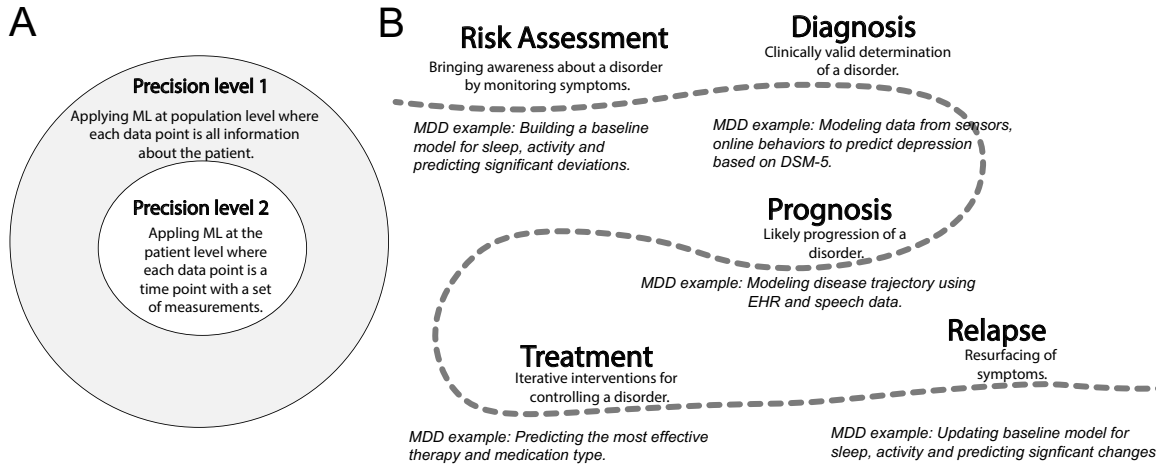 A
Precision level 1
Applying ML at population level where
each data point is all information
about the patient.
Precision level 2
Appling ML at the
patient level where
each data point is a
time point with a set
of measurements.
B
Risk Assessment
Bringing awareness about a disorder
by monitoring symptoms.
MDD example: Building a baseline
model for sleep, activity and
predicting significant deviations.
Diagnosis
Clinically valid determination
of a disorder.
MDD example: Modeling data from sensors,
online behaviors to predict depression
based on DSM-5.
Prognosis
Likely progression of a
disorder.
MDD example: Modeling disease trajectory using
EHR and speech data.
Treatment
Iterative interventions for
controlling a disorder.
MDD example: Predicting the most effective
therapy and medication type.
Relapse
Resurfacing of
symptoms.
MDD example: Updating baseline model for
sleep, activity and predicting signficant changes